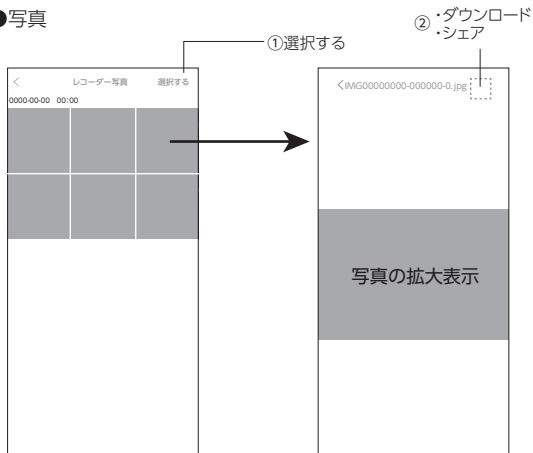 ●写真
①選択する
②・ダウンロード
・シェア
< レコーダー写真 選択する
0000-00-00 00:00
<IMG00000000-000000-0.jpg
写真の拡大表示